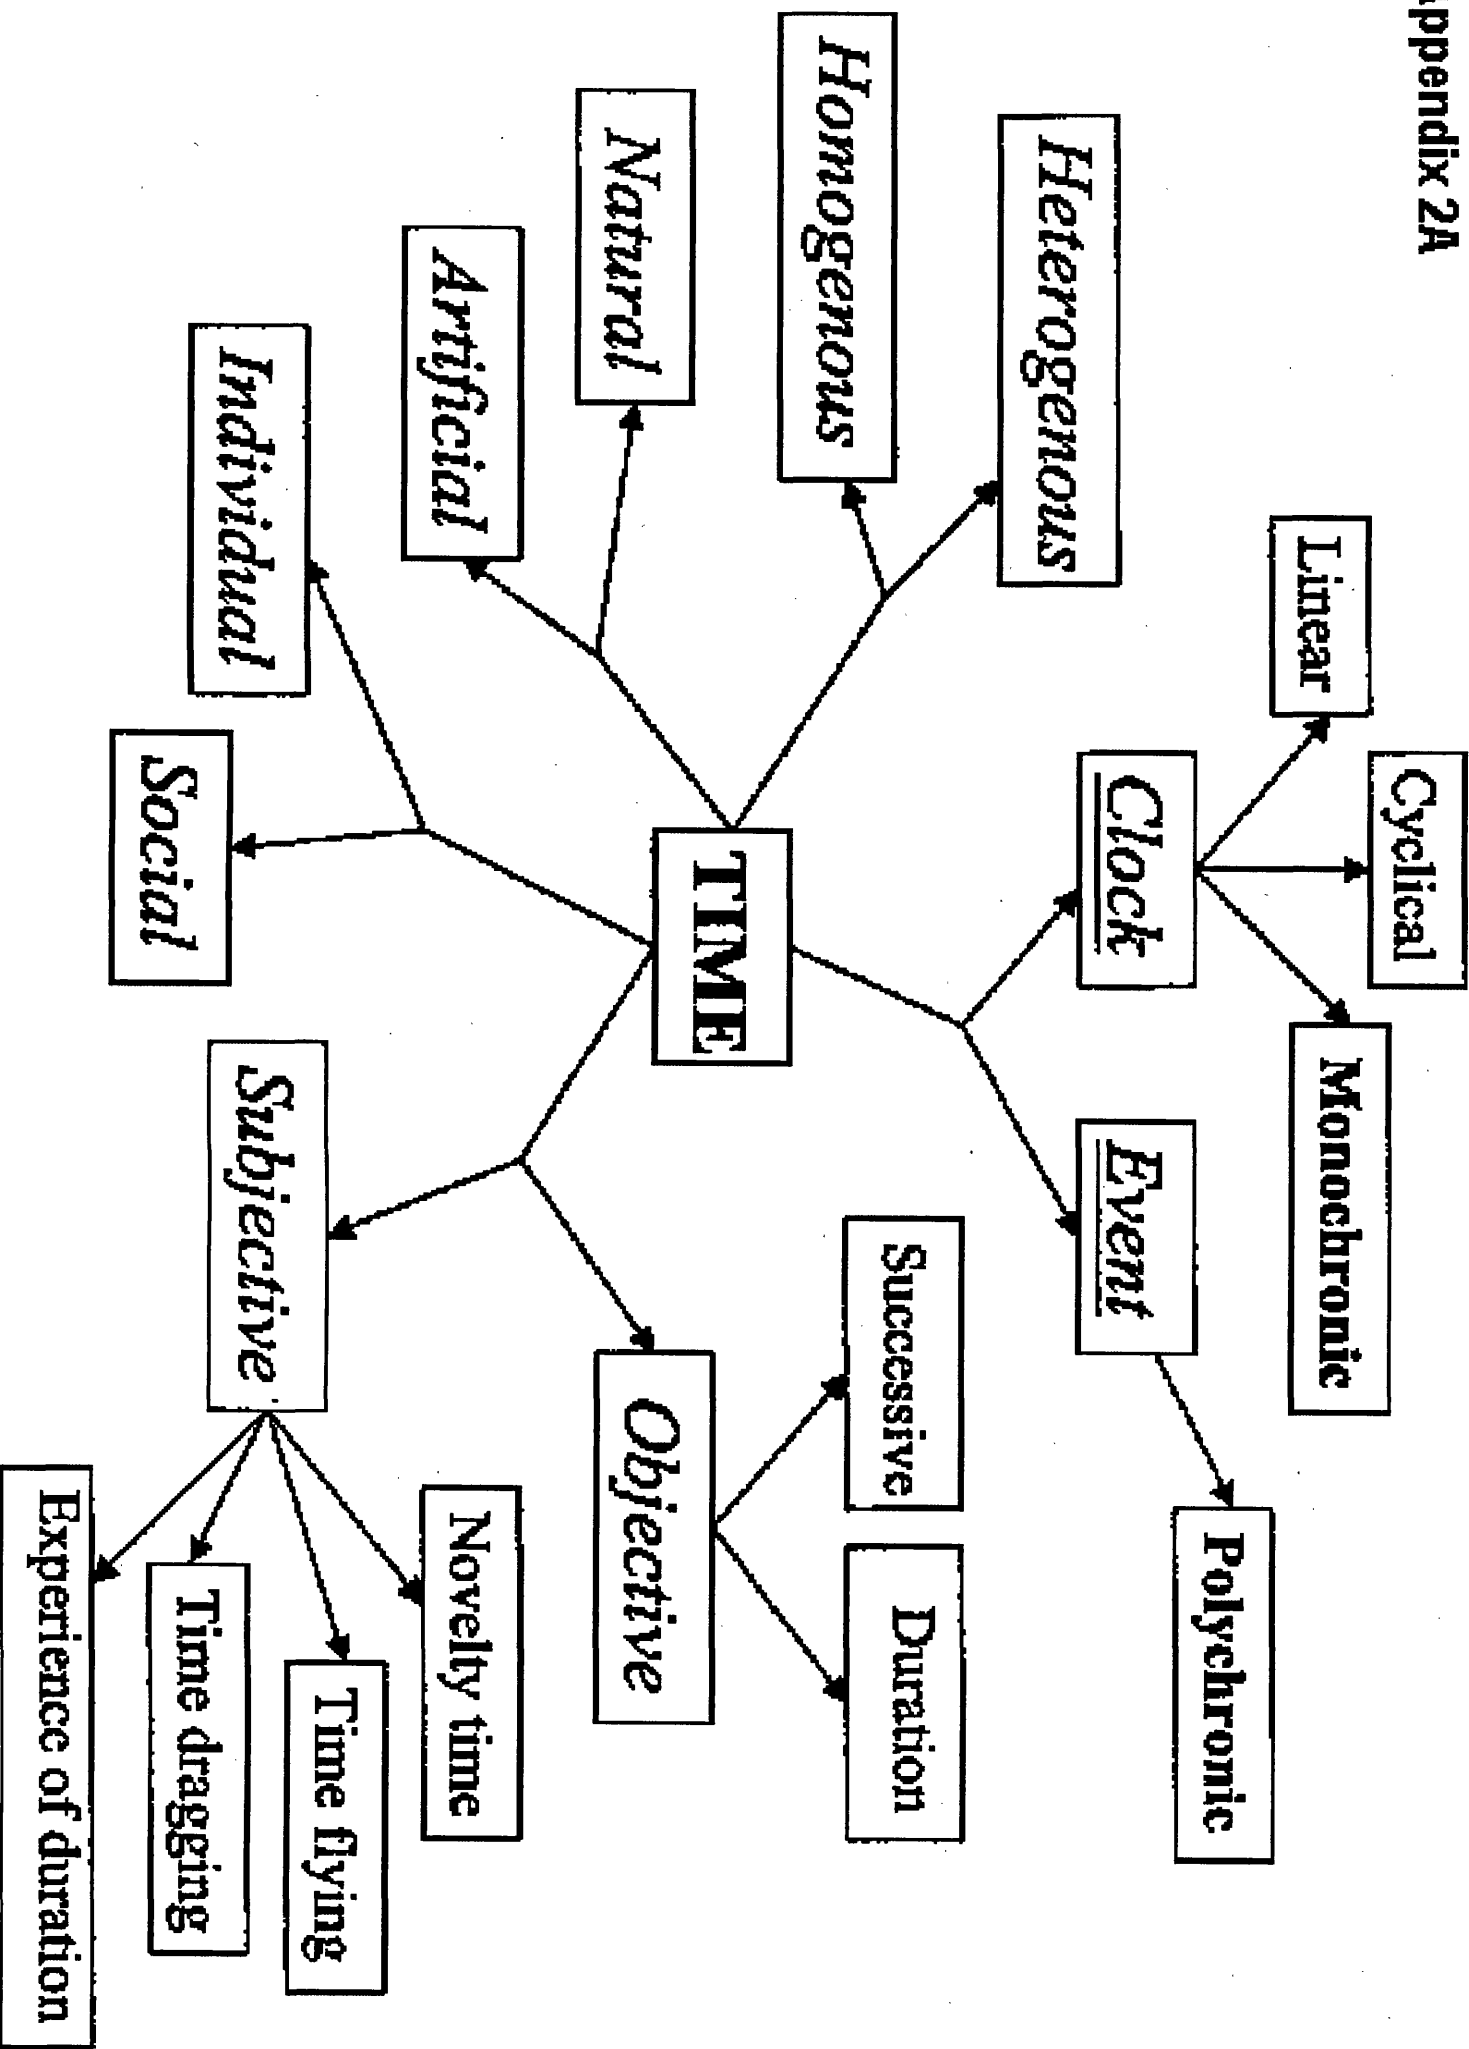 ppendix 2A
Cyclical
Linear
Monochronic
Polychronic
Clock
Event
Heterogenous
Homogenous
Successive
Duration
TIME
Natural
Objective
Artificial
Novelty time
Individual
Subjective
Time flying
Time dragging
Social
Experience of duration